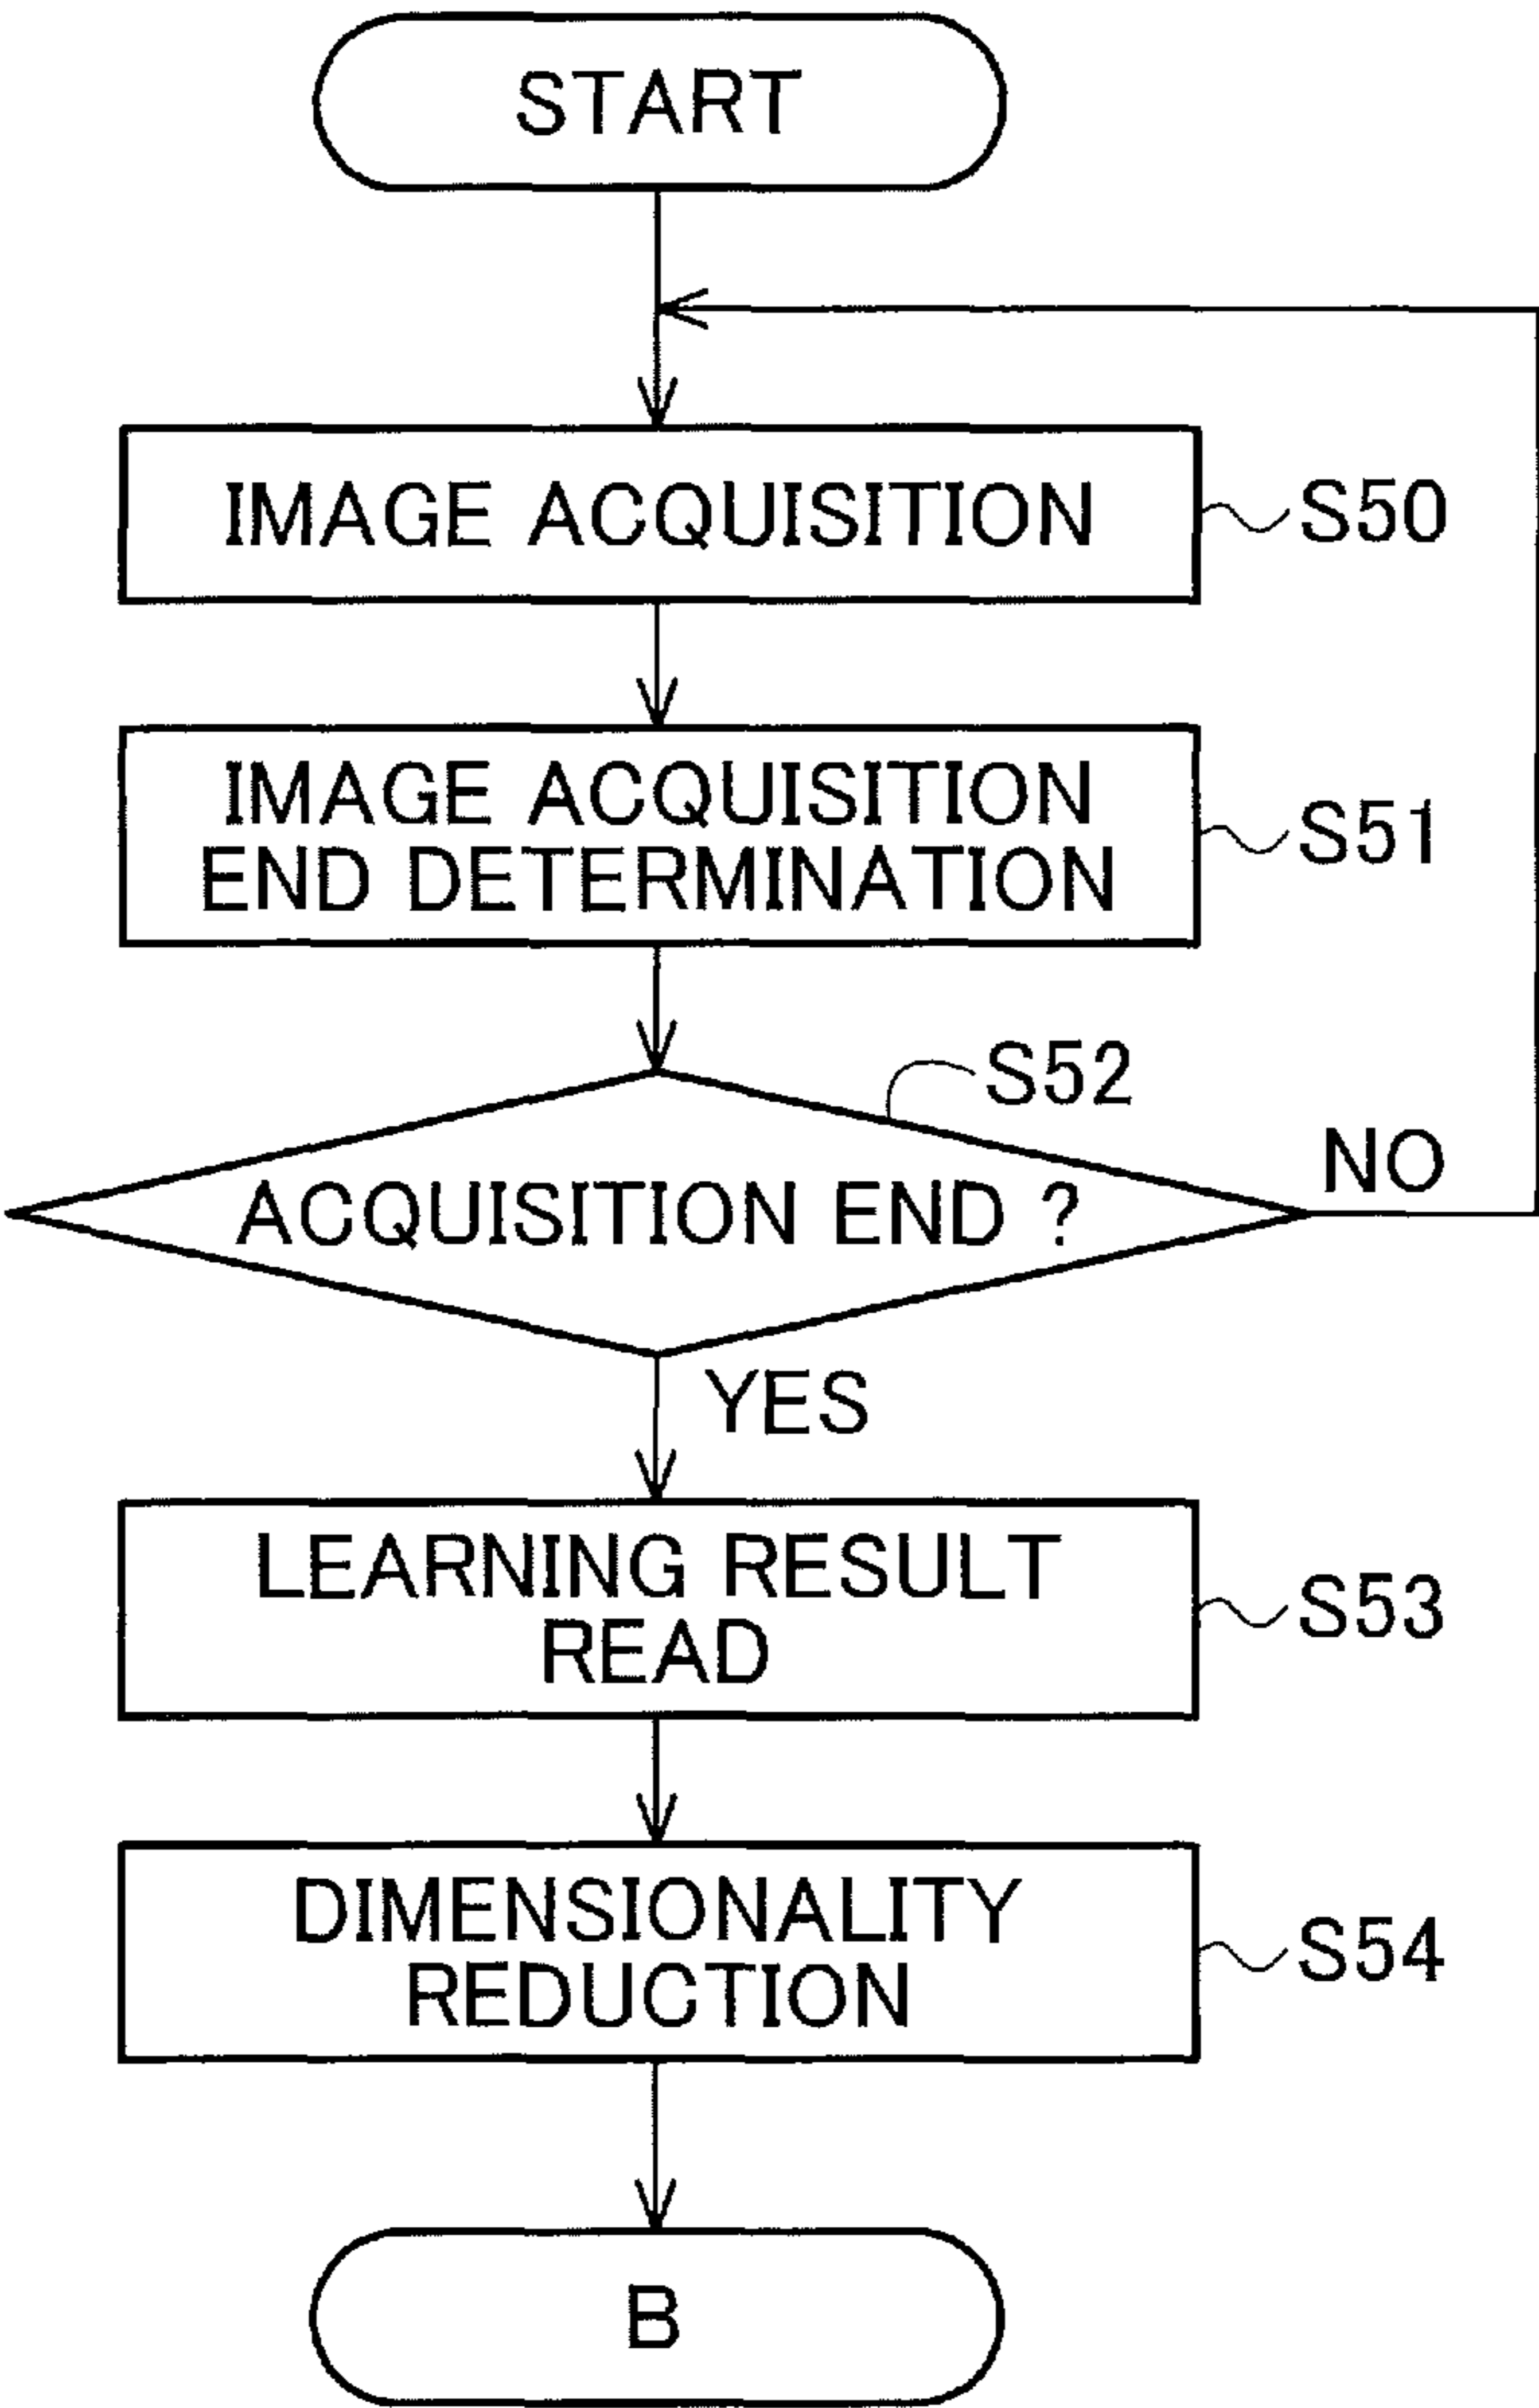 START
IMAGE ACQUISITION
S50
IMAGE ACQUISITION
END DETERMINATION
S51
S52
ACQUISITION END ?
NO
YES
LEARNING RESULT
READ
S53
DIMENSIONALITY
REDUCTION
S54
B